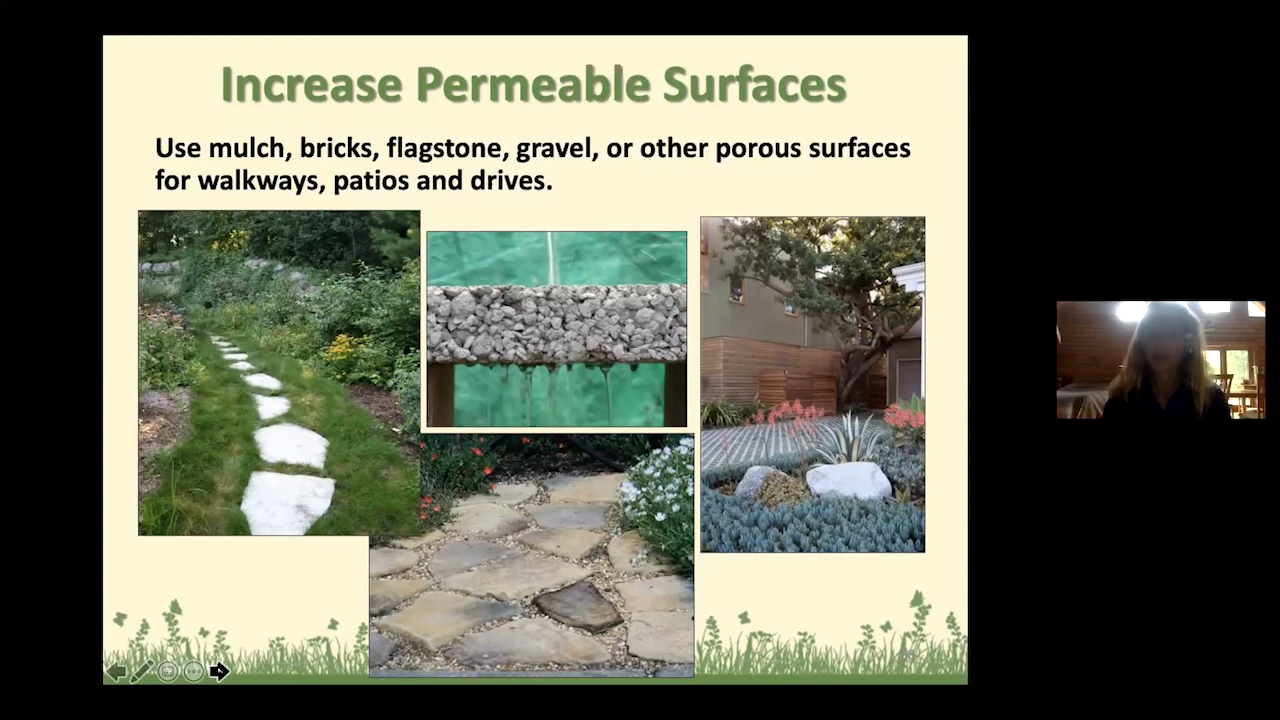 Increase Permeable Surfaces
Use mulch, bricks, flagstone, gravel, or other porous surfaces
for walkways, patios and drives.